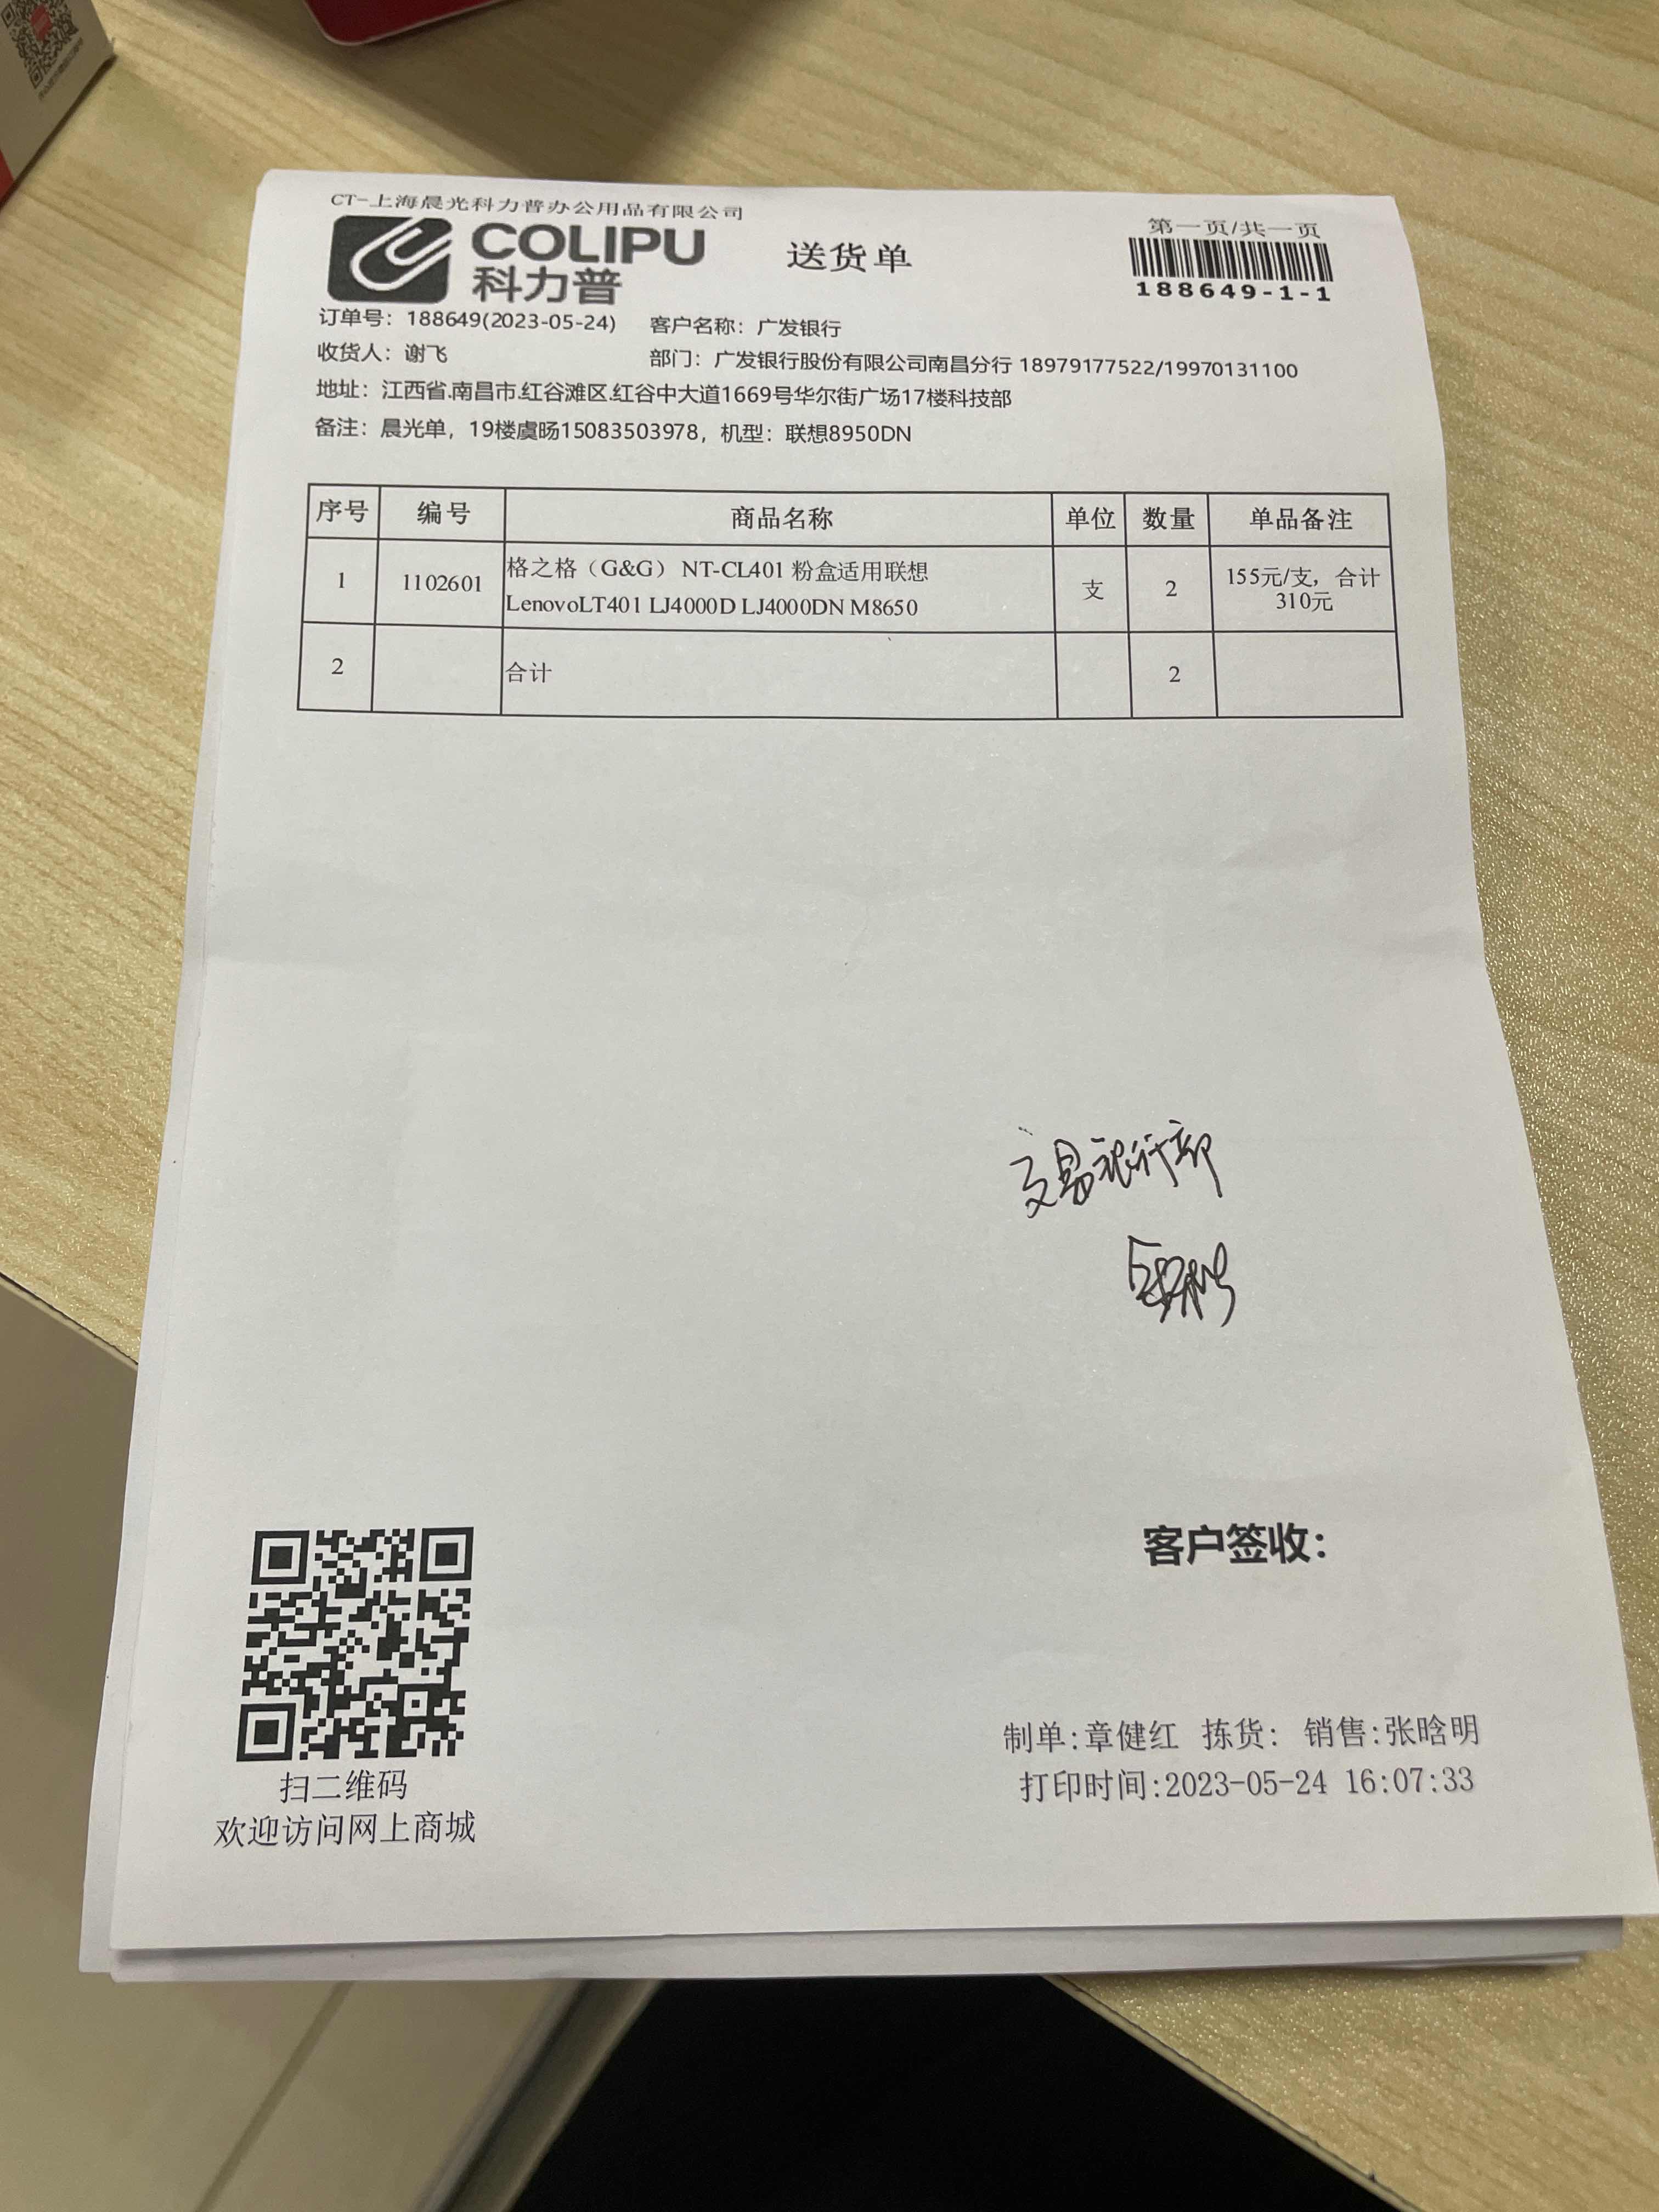 CT-上海晨光科力普办公用品有限公司
COLIPU
科力普
送货单
第一页/共一页
188649-1-1
订单号：188649(2023-05-24) 客户名称：广发银行
收货人：谢飞 部门：广发银行股份有限公司南昌分行 18979177522/19970131100
地址：江西省.南昌市.红谷滩区.红谷中大道1669号华尔街广场17楼科技部
备注：晨光单，19楼虞旸15083503978，机型：联想8950DN
序号 编号 商品名称 单位 数量 单品备注
1 1102601 格之格（G&G） NT-CL401 粉盒适用联想 LenovoLT401 LJ4000D LJ4000DN M8650 支 2 155元/支，合计310元
2 合计 2
交易银行部
客户签收：
扫二维码
欢迎访问网上商城
制单:章健红 拣货: 销售:张晗明
打印时间:2023-05-24 16:07:33